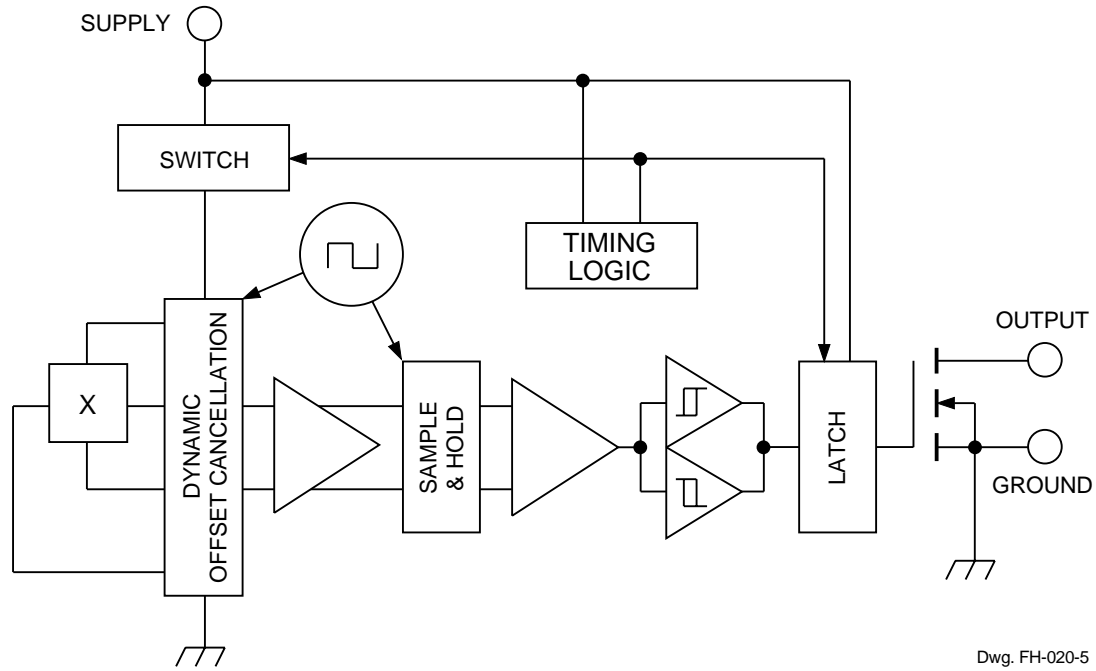 SUPPLY
SWITCH
TIMING
LOGIC
X
DYNAMIC
OFFSET CANCELLATION
SAMPLE
& HOLD
LATCH
OUTPUT
GROUND
Dwg. FH-020-5